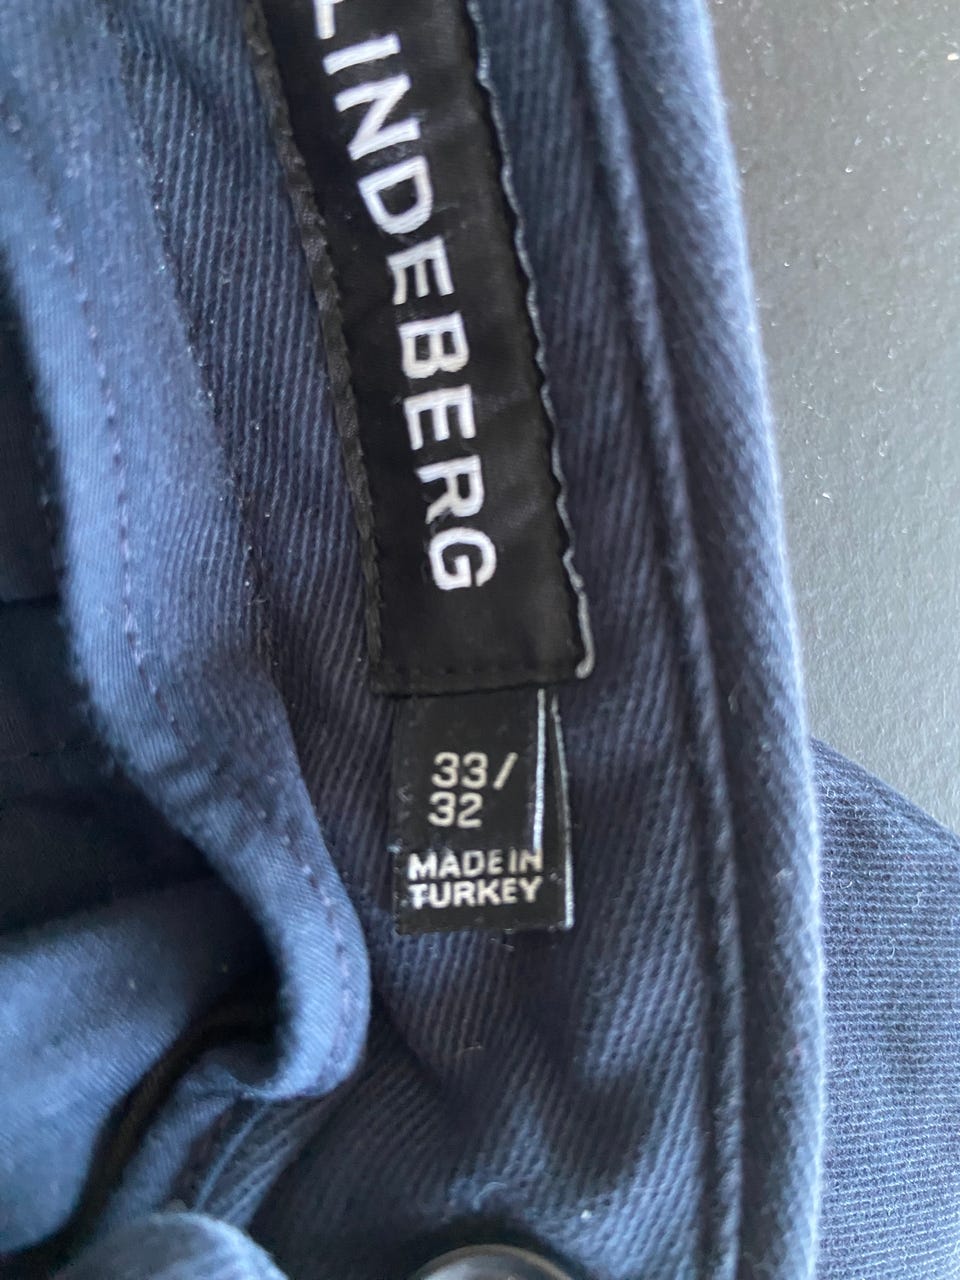 LINDEBERG
33/
32
MADE IN
TURKEY